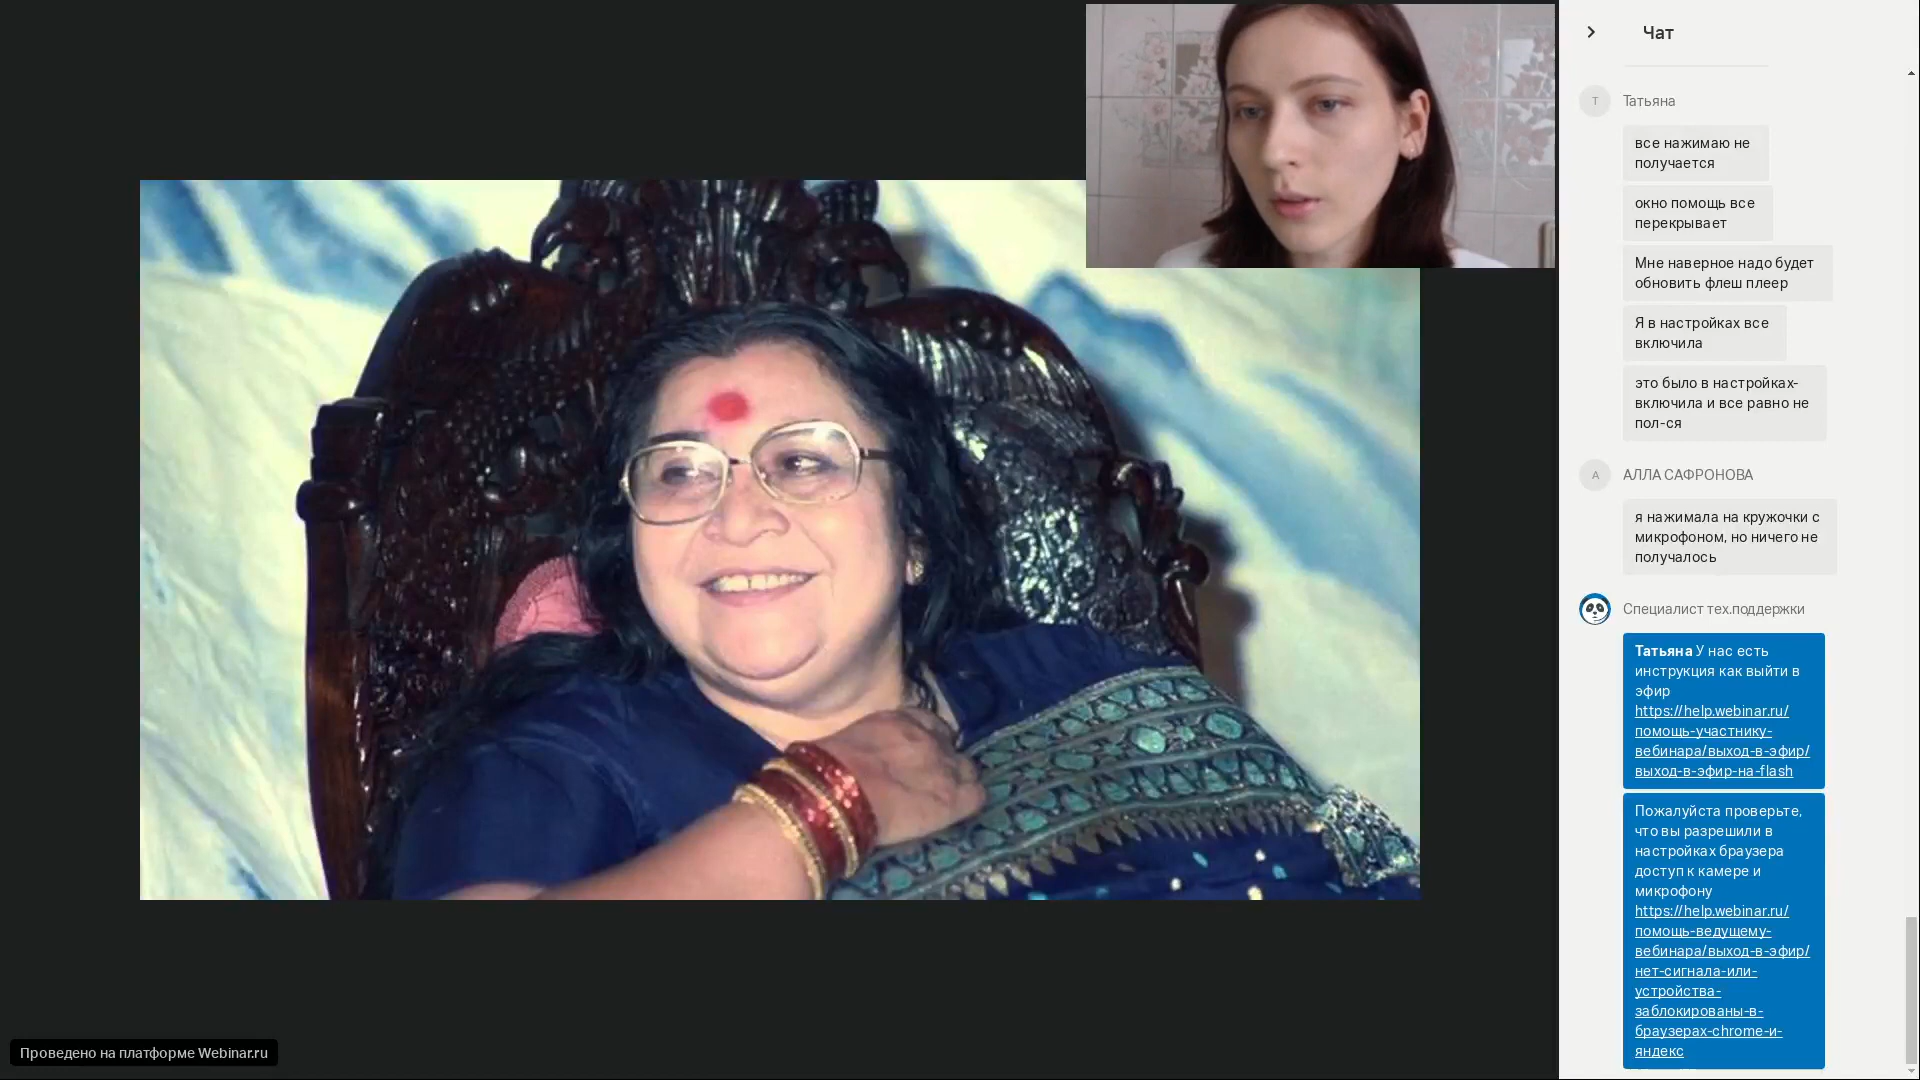 Чат
Т
Татьяна
все нажимаю не
получается
окно помощь все
перекрывает
Мне наверное надо будет
обновить флеш плеер
Я в настройках все
включила
это было в настройках-
включила и все равно не
пол-ся
А
АЛЛА САФРОНОВА
я нажимала на кружочки с
микрофоном, но ничего не
получалось
Специалист тех.поддержки
Татьяна У нас есть
инструкция как выйти в
эфир
https://help.webinar.ru/
помощь-участнику-
вебинара/выход-в-эфир/
выход-в-эфир-на-flash
Пожалуйста проверьте,
что вы разрешили в
настройках браузера
доступ к камере и
микрофону
https://help.webinar.ru/
помощь-ведущему-
вебинара/выход-в-эфир/
нет-сигнала-или-
устройства-
заблокированы-в-
браузерах-chrome-и-
яндекс
Проведено на платформе Webinar.ru